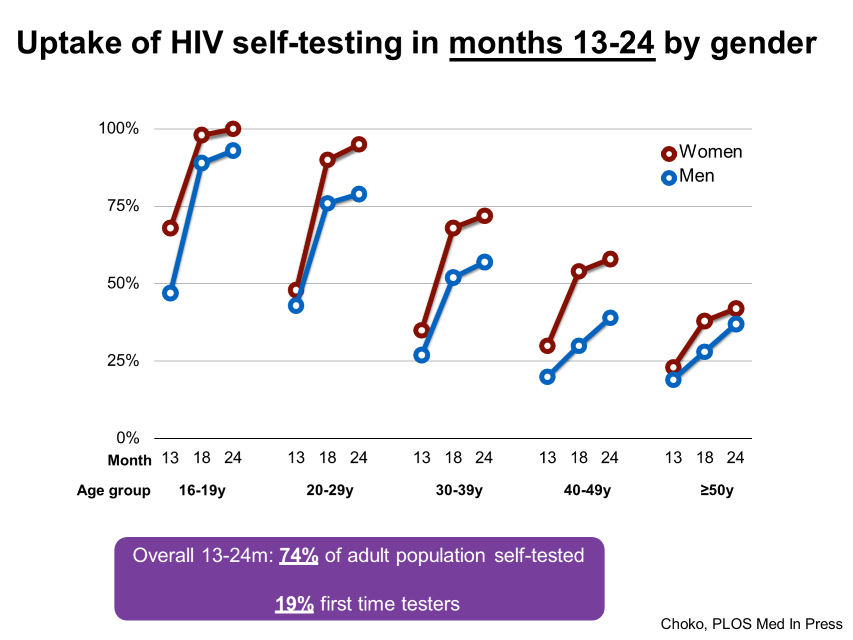 Uptake of HIV self-testing in months 13-24 by gender
100%
75%
50%
25%
0%
Women
Men
Month 13 18 24 13 18 24 13 18 24 13 18 24 13 18 24
Age group 16-19y 20-29y 30-39y 40-49y ≥50y
Overall 13-24m: 74% of adult population self-tested
19% first time testers
Choko, PLOS Med In Press